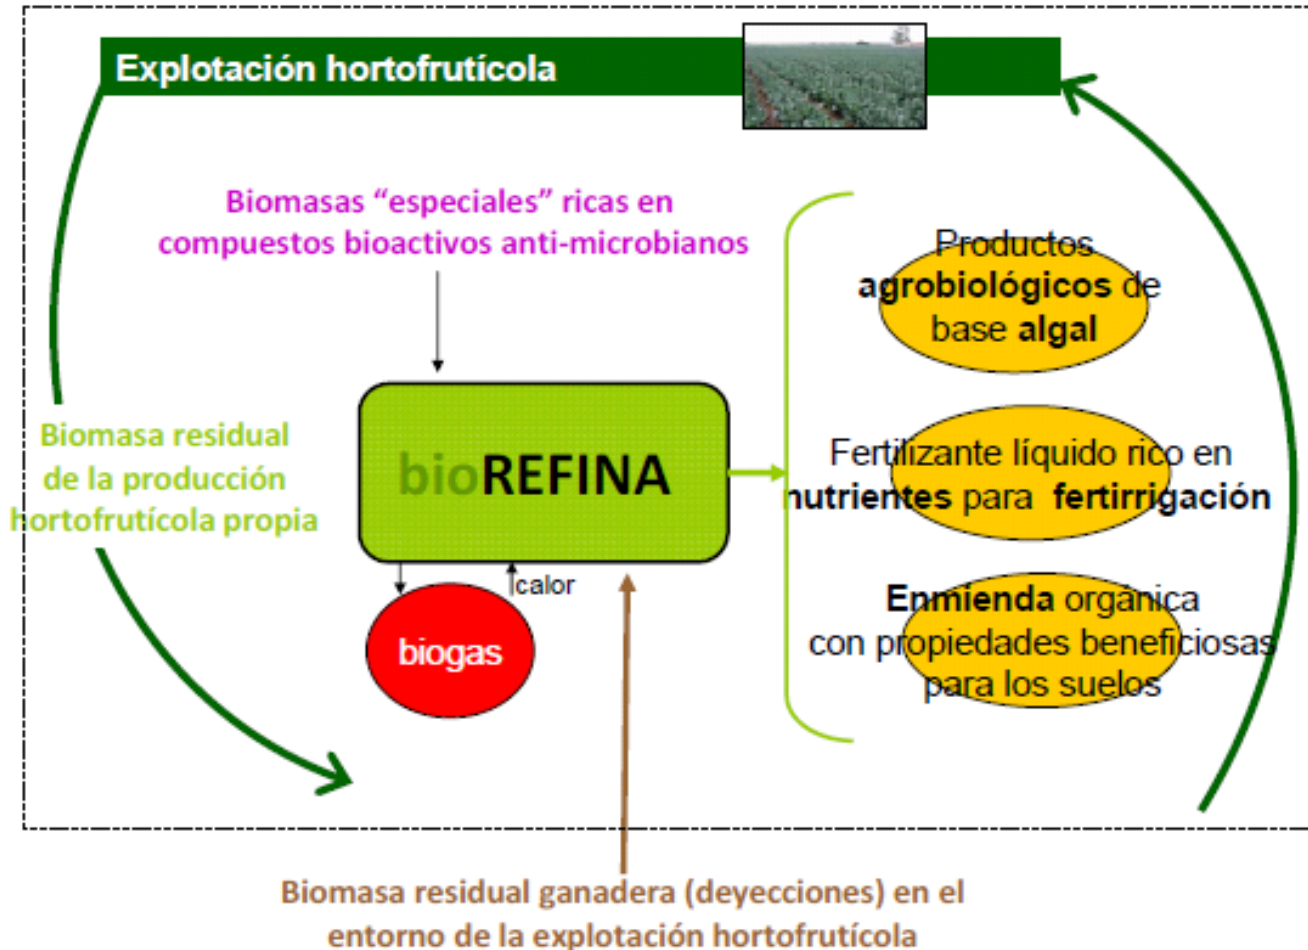 Explotación hortofrutícola
Biomasas “especiales” ricas en
compuestos bioactivos anti-microbianos
Productos
agrobiológicos de
base algal
Biomasa residual
de la producción
hortofrutícola propia
bioREFINA
Fertilizante líquido rico en
nutrientes para fertirrigación
calor
biogas
Enmienda orgánica
con propiedades beneficiosas
para los suelos
Biomasa residual ganadera (deyecciones) en el
entorno de la explotación hortofrutícola